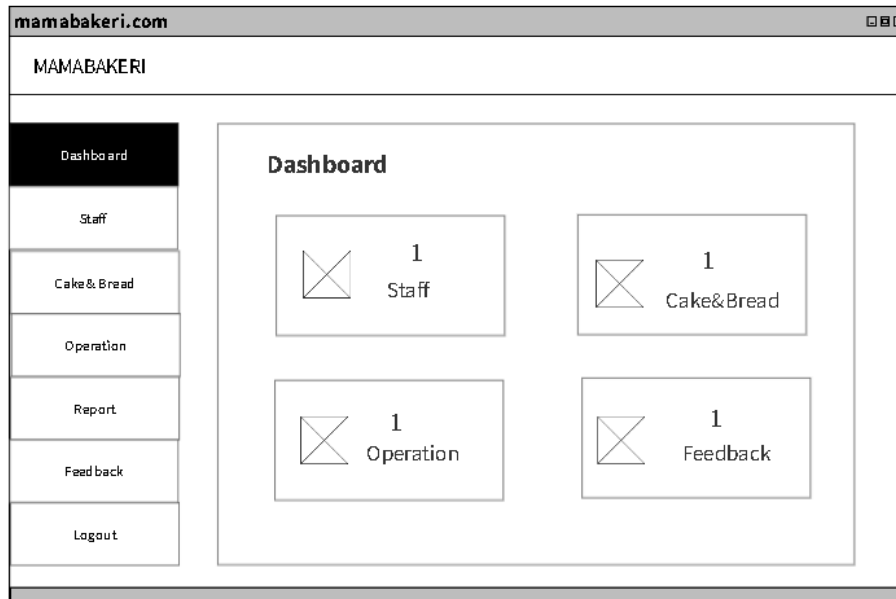 mamabakeri.com
MAMABAKERI
Dashboard
Staff
Cake&Bread
Operation
Report
Feedback
Logout
Dashboard
1
Staff
1
Cake&Bread
1
Operation
1
Feedback